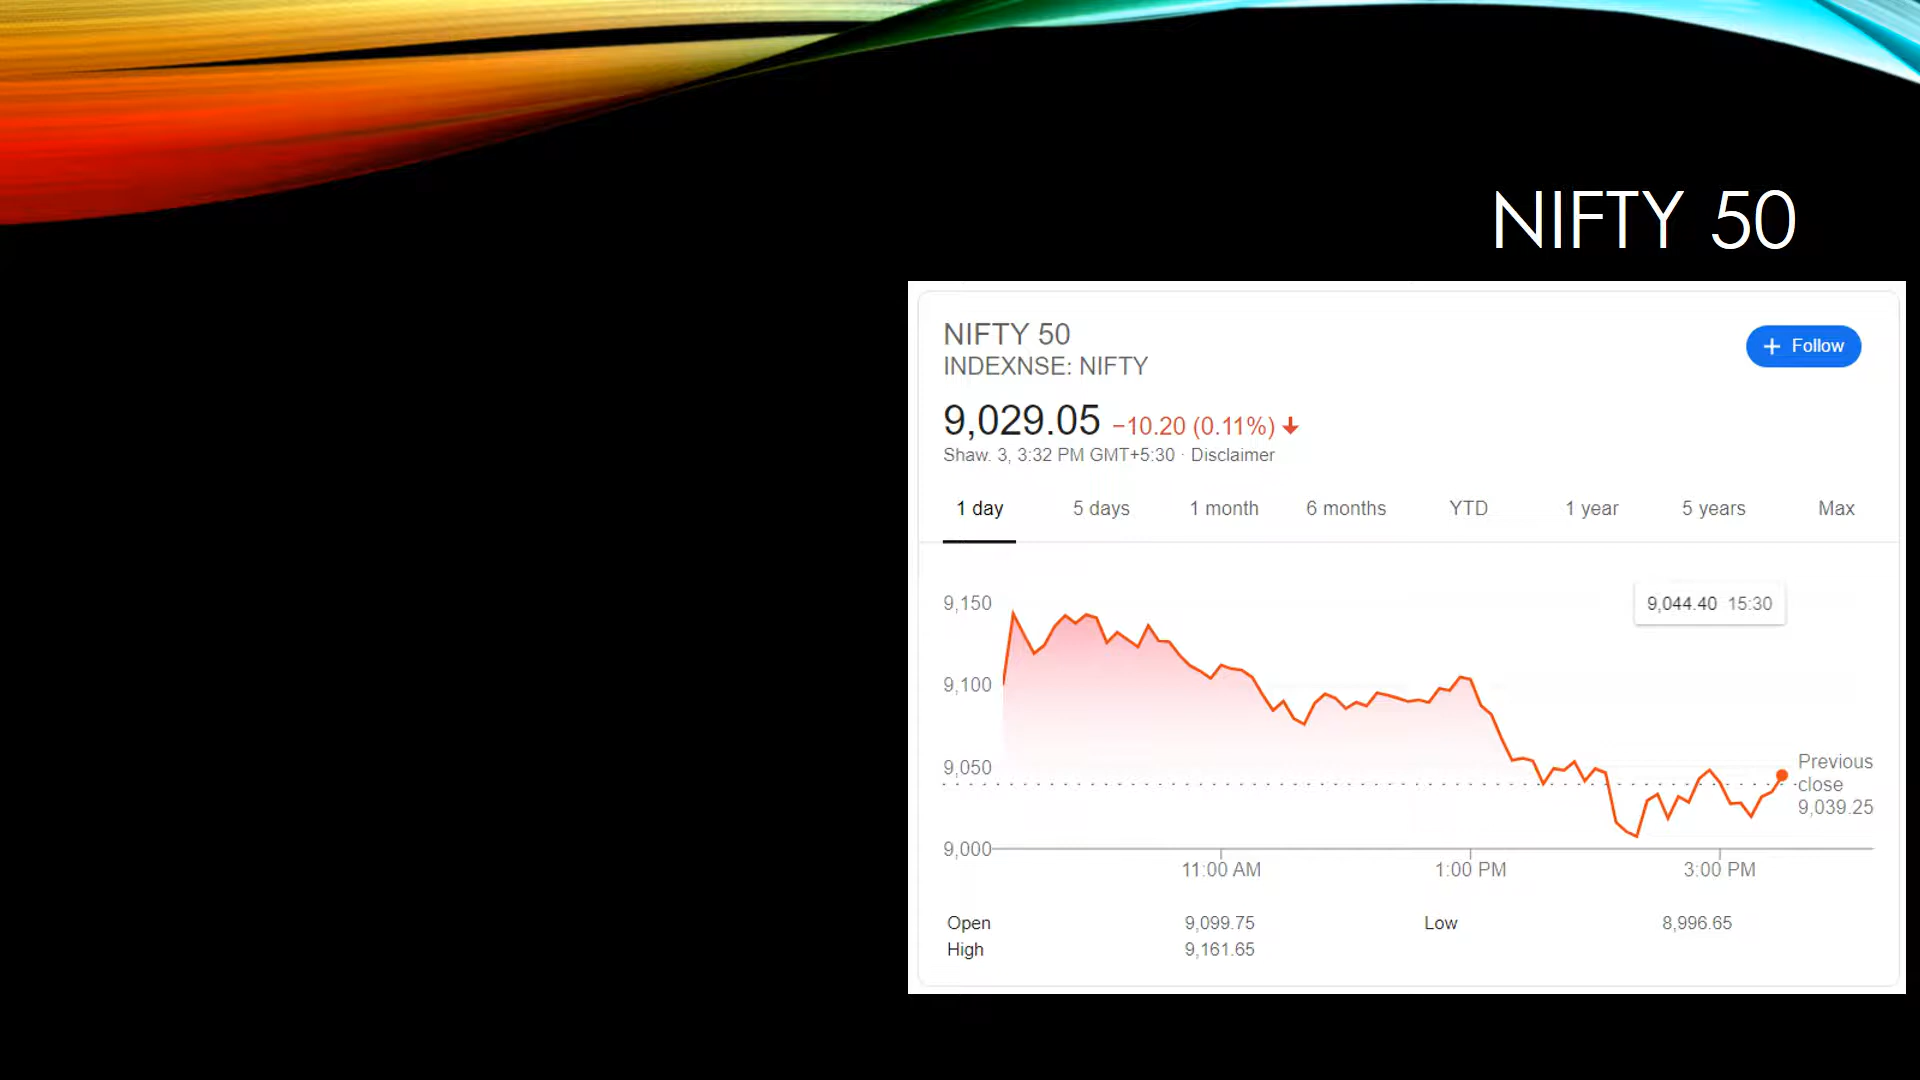 NIFTY 50
NIFTY 50
INDEXNSE: NIFTY
+ Follow
9,029.05 −10.20 (0.11%) ↓
Shaw. 3, 3:32 PM GMT+5:30 · Disclaimer
1 day 5 days 1 month 6 months YTD 1 year 5 years Max
9,044.40 15:30
9,150
9,100
9,050
9,000
Previous
close
9,039.25
11:00 AM 1:00 PM 3:00 PM
Open 9,099.75 Low 8,996.65
High 9,161.65